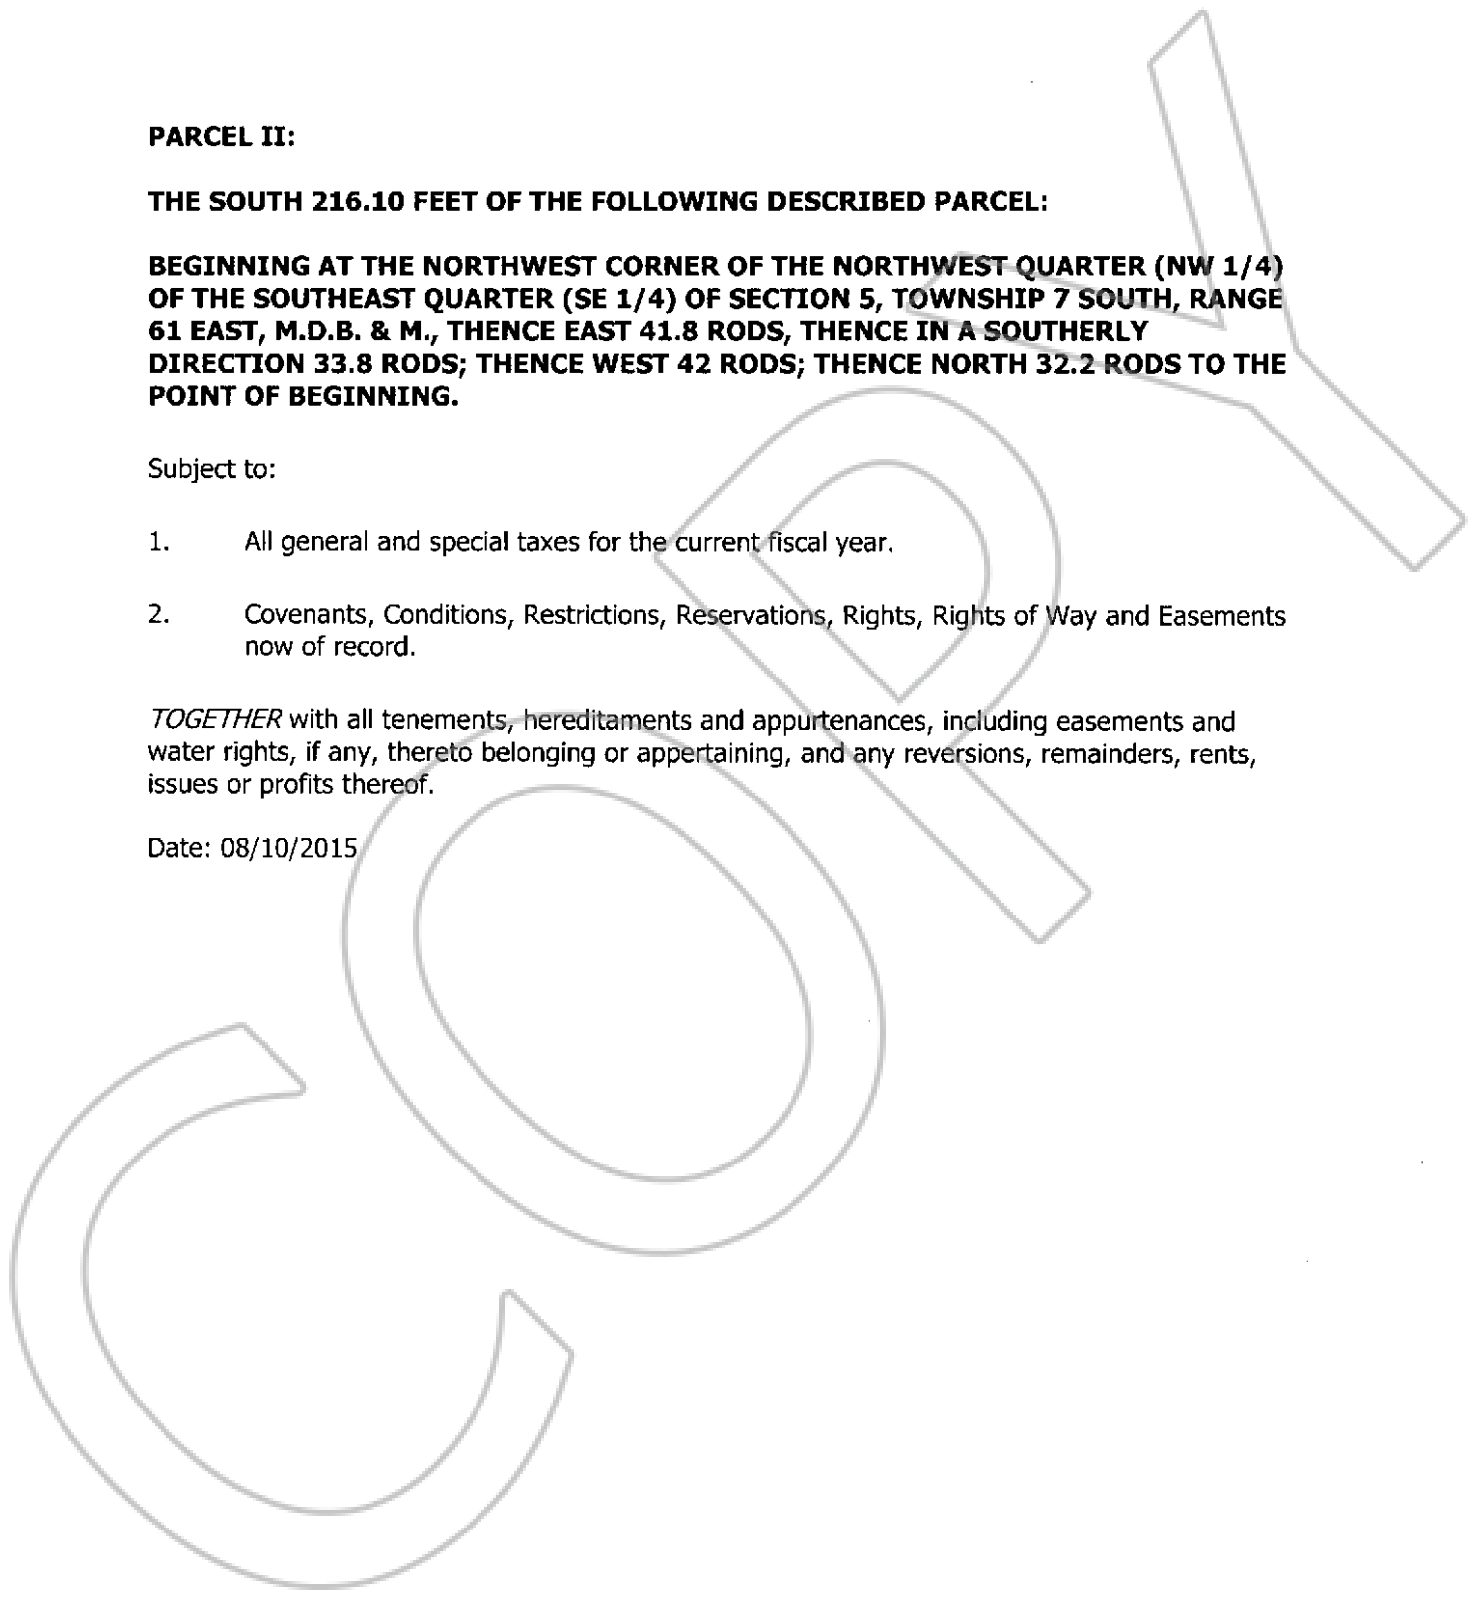 PARCEL II:
THE SOUTH 216.10 FEET OF THE FOLLOWING DESCRIBED PARCEL:
BEGINNING AT THE NORTHWEST CORNER OF THE NORTHWEST QUARTER (NW 1/4)
OF THE SOUTHEAST QUARTER (SE 1/4) OF SECTION 5, TOWNSHIP 7 SOUTH, RANGE
61 EAST, M.D.B. & M., THENCE EAST 41.8 RODS, THENCE IN A SOUTHERLY
DIRECTION 33.8 RODS; THENCE WEST 42 RODS; THENCE NORTH 32.2 RODS TO THE
POINT OF BEGINNING.
Subject to:
1. All general and special taxes for the current fiscal year.
2. Covenants, Conditions, Restrictions, Reservations, Rights, Rights of Way and Easements
now of record.
TOGETHER with all tenements, hereditaments and appurtenances, including easements and
water rights, if any, thereto belonging or appertaining, and any reversions, remainders, rents,
issues or profits thereof.
Date: 08/10/2015
COPY